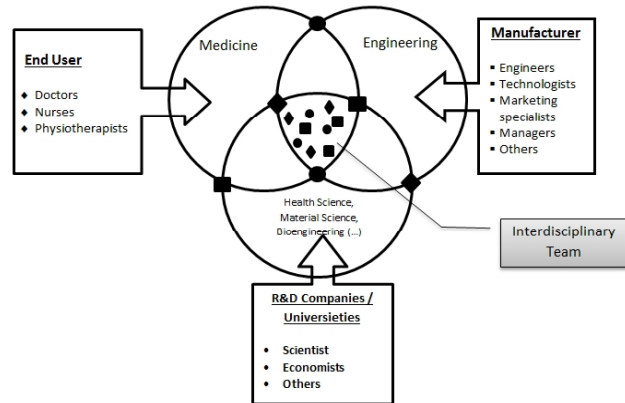 Medicine
Engineering
End User
◆ Doctors
◆ Nurses
◆ Physiotherapists
Manufacturer
▪ Engineers
▪ Technologists
▪ Marketing
specialists
▪ Managers
▪ Others
Health Science,
Material Science,
Bioengineering (...)
Interdisciplinary
Team
R&D Companies /
Universieties
• Scientist
• Economists
• Others